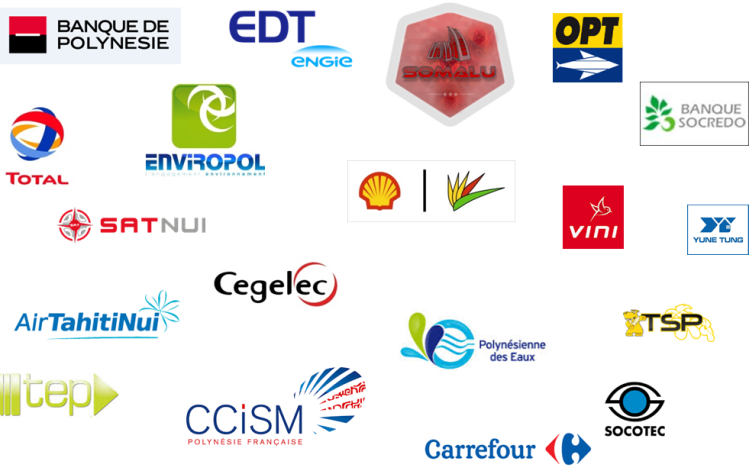 BANQUE DE
POLYNESIE
EDT
ENGIE
SOMALU
OPT
BANQUE
SOCREDO
TOTAL
ENVIROPOL
VINI
YUNE TUNG
SAT
SATNUI
Cegelec
AirTahitiNui
Polynésienne
des Eaux
TSP
tep
CCiSM
POLYNÉSIE FRANÇAISE
SOCOTEC
Carrefour